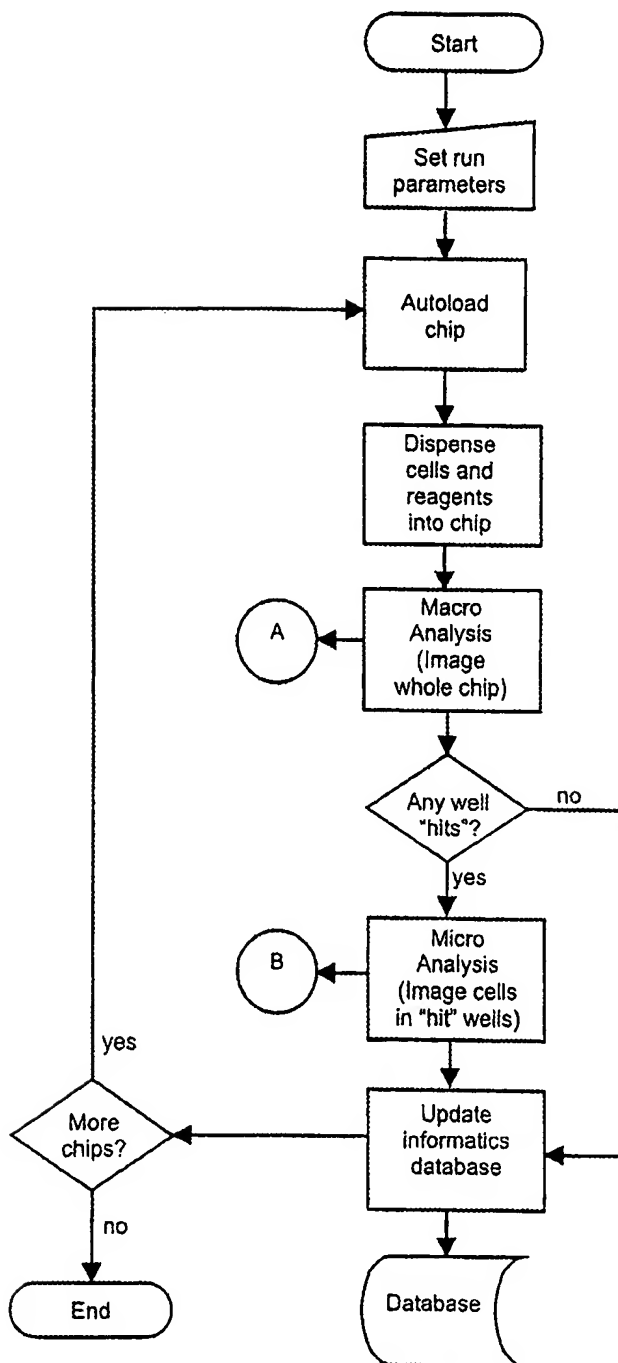 Start
Set run
parameters
Autoload
chip
Dispense
cells and
reagents
into chip
A
Macro
Analysis
(Image
whole chip)
Any well
"hits"?
no
yes
B
Micro
Analysis
(Image cells
in "hit" wells)
yes
More
chips?
Update
informatics
database
no
End
Database